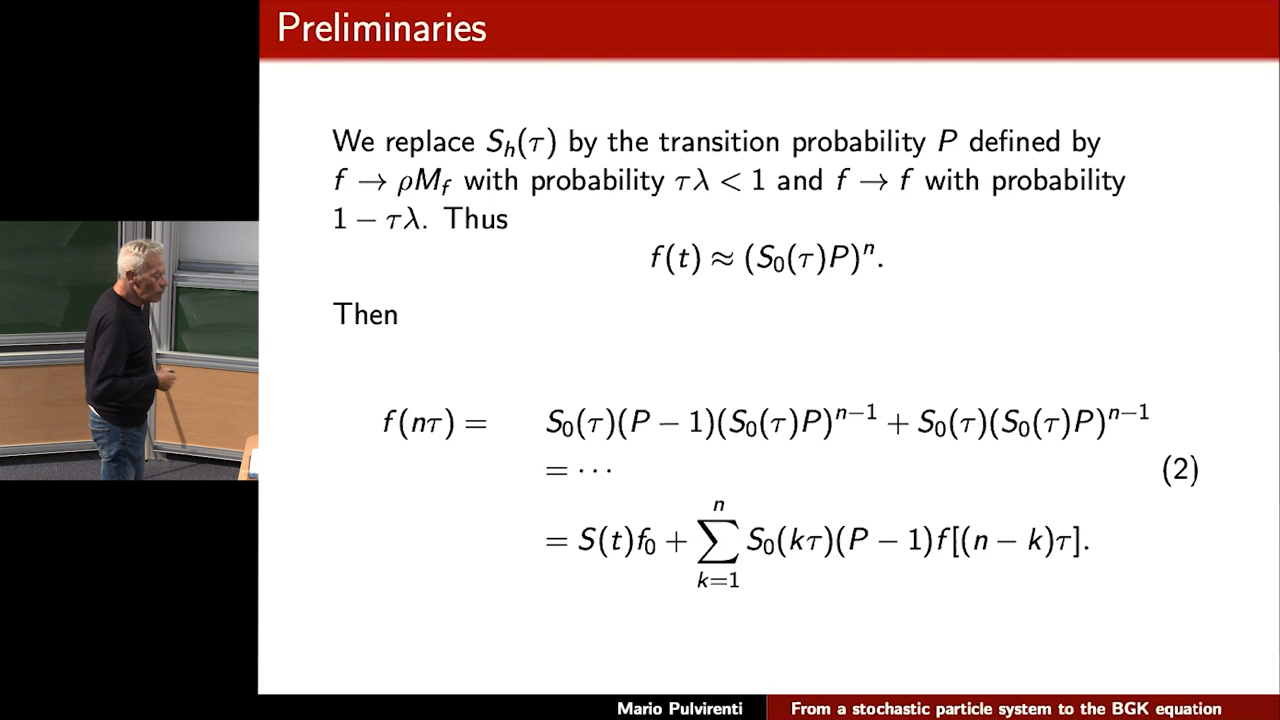 Preliminaries
We replace S_h(τ) by the transition probability P defined by
f → ρM_f with probability τλ < 1 and f → f with probability
1 − τλ. Thus
f(t) ≈ (S_0(τ)P)^n.
Then
f(nτ) = S_0(τ)(P − 1)(S_0(τ)P)^{n−1} + S_0(τ)(S_0(τ)P)^{n−1}
= ⋯ (2)
= S(t)f_0 + ∑_{k=1}^{n} S_0(kτ)(P − 1)f[(n − k)τ].
Mario Pulvirenti From a stochastic particle system to the BGK equation